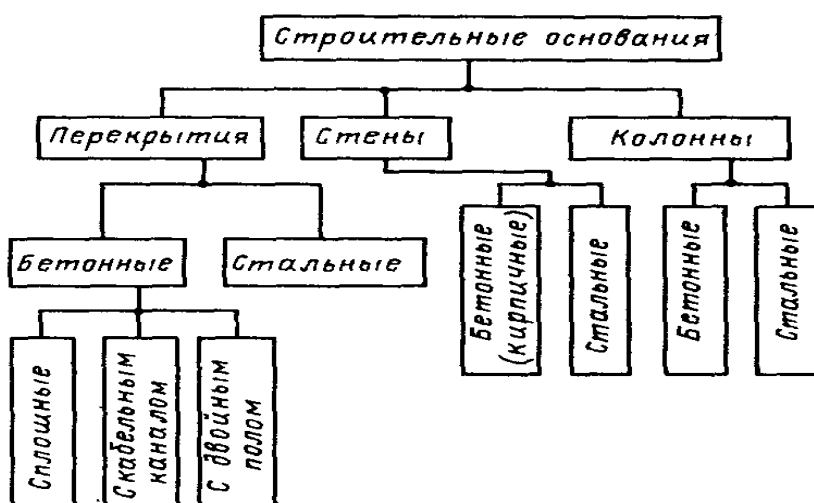 Строительные основания
Перекрытия
Стены
Колонны
Бетонные
Стальные
Бетонные
(кирпичные)
Стальные
Бетонные
Стальные
Сплошные
С кабельным
каналом
С двойным
полом